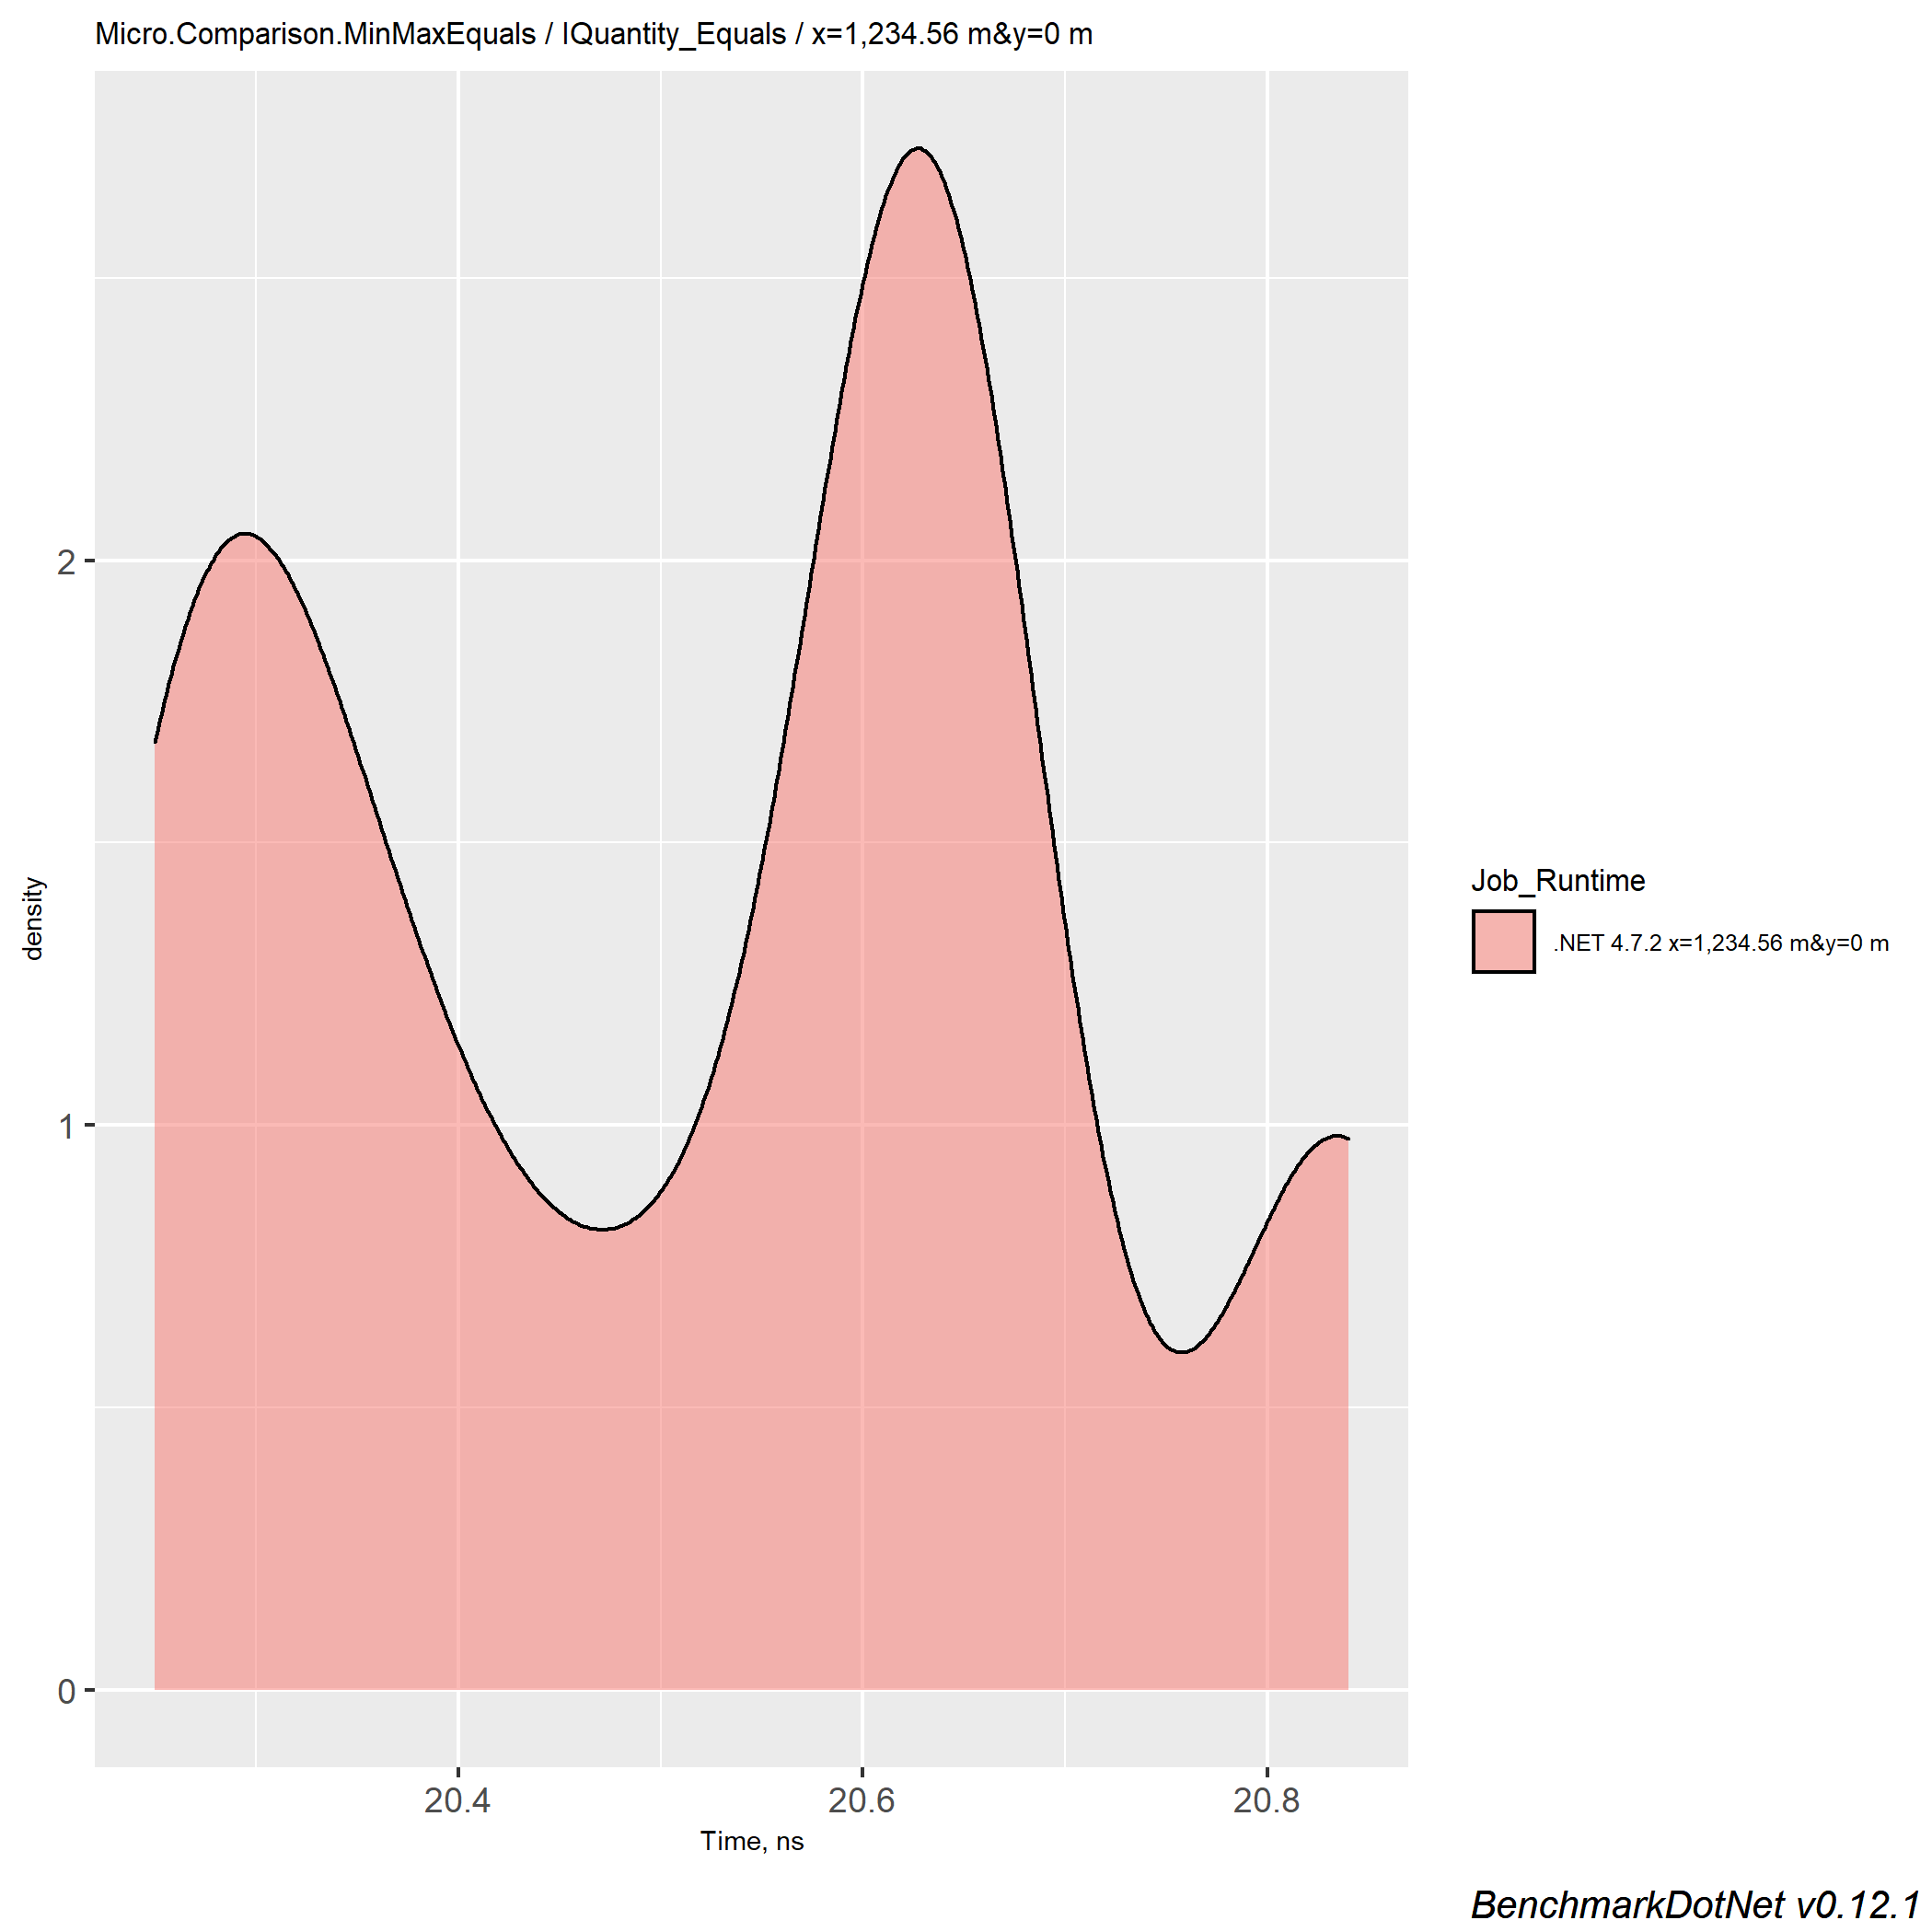 Micro.Comparison.MinMaxEquals / IQuantity_Equals / x=1,234.56 m&y=0 m
density
2
1
0
20.4 20.6 20.8
Time, ns
Job_Runtime
.NET 4.7.2 x=1,234.56 m&y=0 m
BenchmarkDotNet v0.12.1